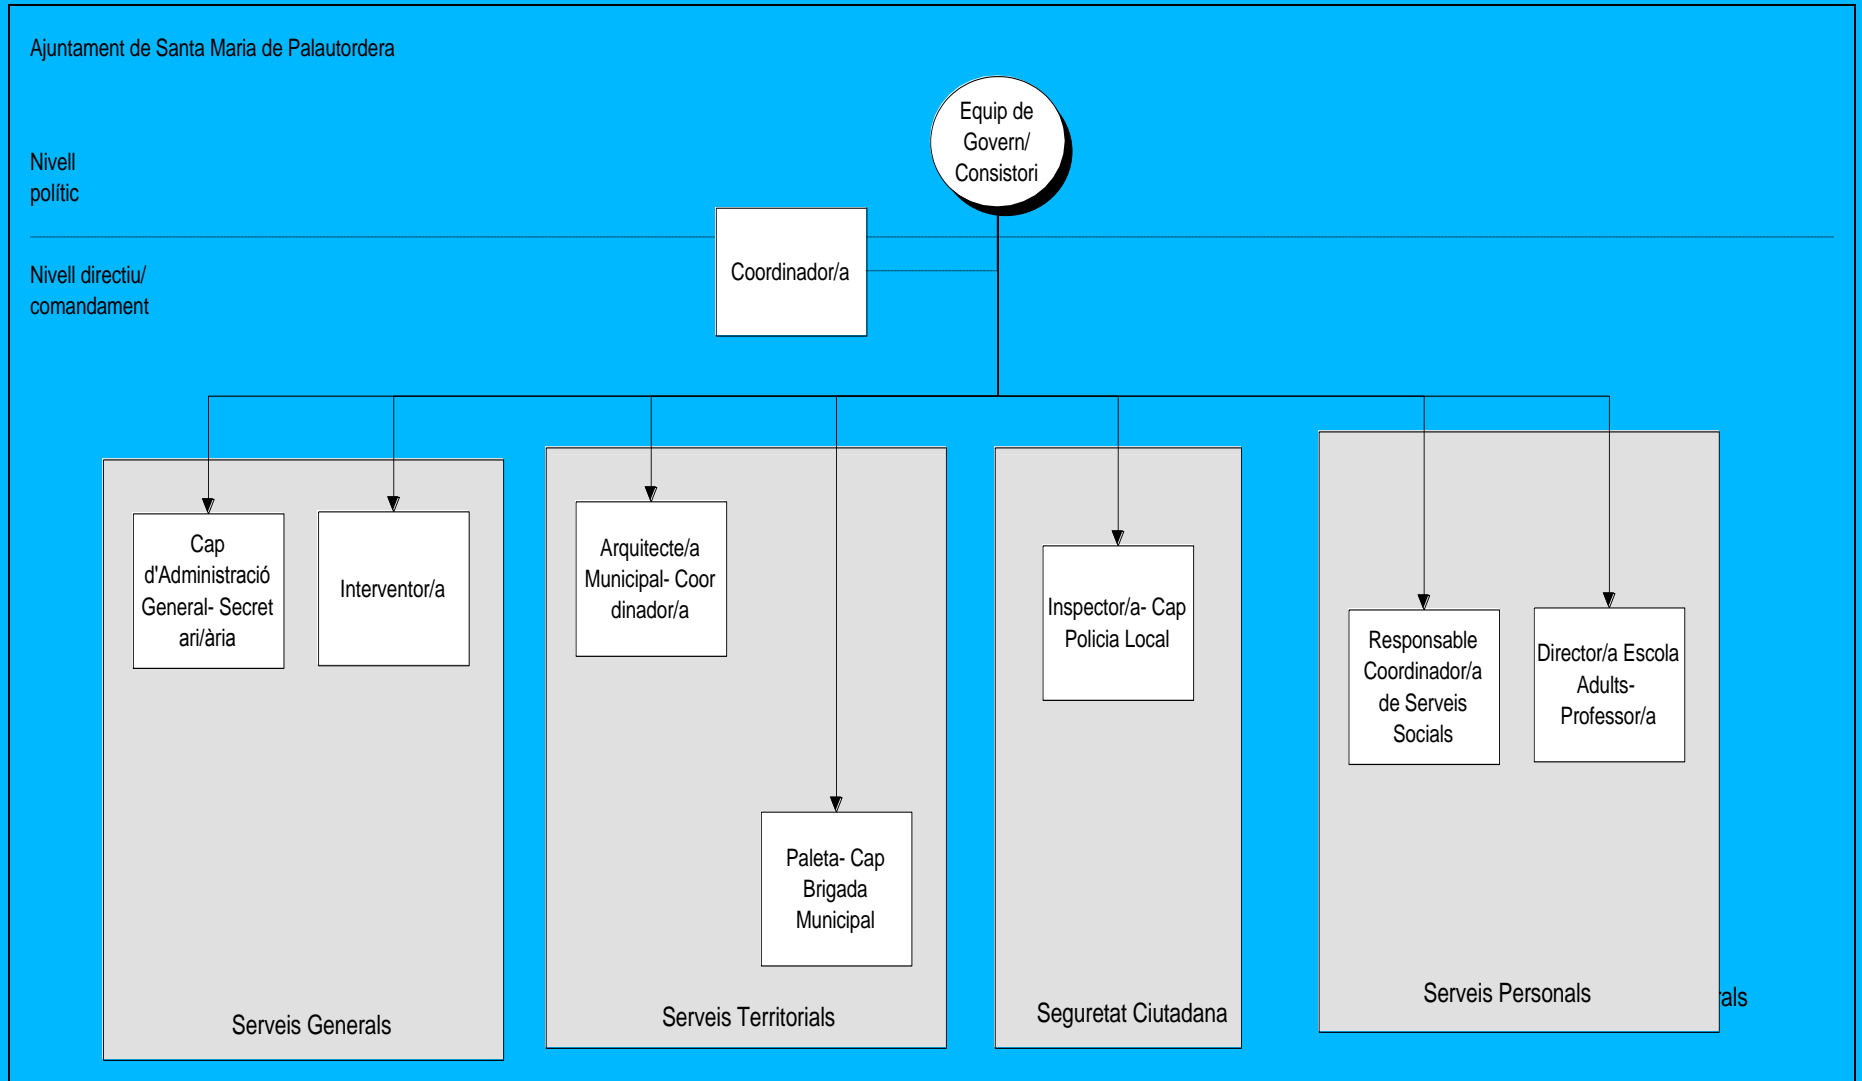 Ajuntament de Santa Maria de Palautordera
Equip de
Govern/
Consistori
Nivell
polític
Coordinador/a
Nivell directiu/
comandament
Cap
d'Administració
General- Secret
ari/ària
Interventor/a
Arquitecte/a
Municipal- Coor
dinador/a
Inspector/a- Cap
Policia Local
Responsable
Coordinador/a
de Serveis
Socials
Director/a Escola
Adults-
Professor/a
Paleta- Cap
Brigada
Municipal
Serveis Generals
Serveis Territorials
Seguretat Ciutadana
Serveis Personals
rals